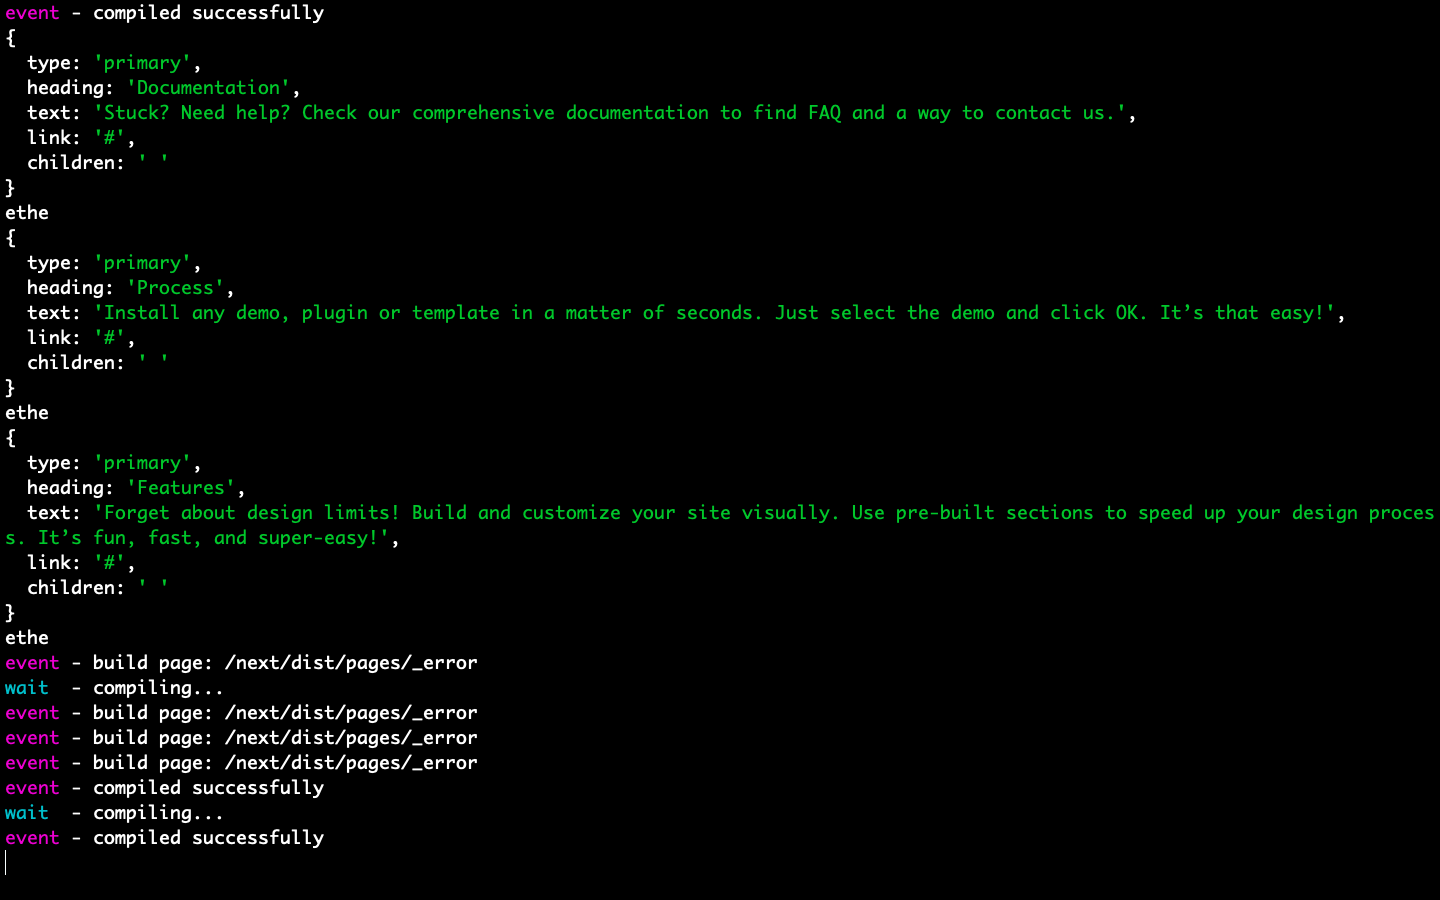 event - compiled successfully
{
  type: 'primary',
  heading: 'Documentation',
  text: 'Stuck? Need help? Check our comprehensive documentation to find FAQ and a way to contact us.',
  link: '#',
  children: ' '
}
ethe
{
  type: 'primary',
  heading: 'Process',
  text: 'Install any demo, plugin or template in a matter of seconds. Just select the demo and click OK. It’s that easy!',
  link: '#',
  children: ' '
}
ethe
{
  type: 'primary',
  heading: 'Features',
  text: 'Forget about design limits! Build and customize your site visually. Use pre-built sections to speed up your design proces
s. It’s fun, fast, and super-easy!',
  link: '#',
  children: ' '
}
ethe
event - build page: /next/dist/pages/_error
wait  - compiling...
event - build page: /next/dist/pages/_error
event - build page: /next/dist/pages/_error
event - build page: /next/dist/pages/_error
event - compiled successfully
wait  - compiling...
event - compiled successfully